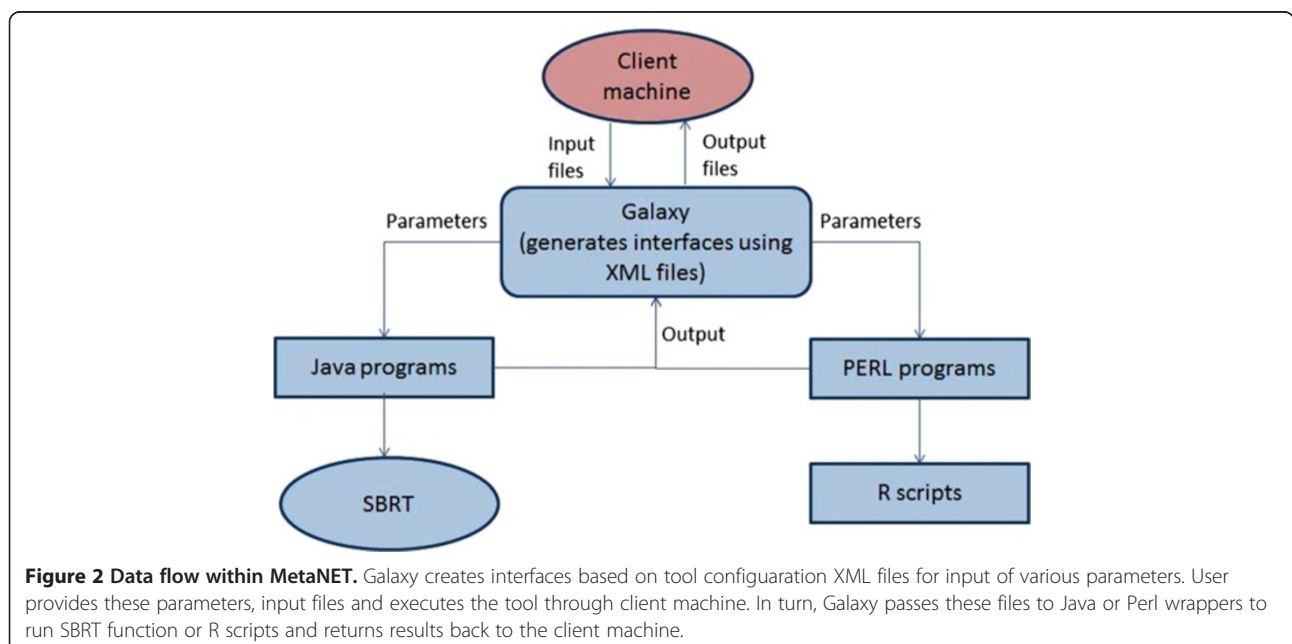 Client
machine
Input
files
Output
files
Parameters
Galaxy
(generates interfaces using
XML files)
Parameters
Output
Java programs
PERL programs
SBRT
R scripts
Figure 2 Data flow within MetaNET. Galaxy creates interfaces based on tool configuaration XML files for input of various parameters. User
provides these parameters, input files and executes the tool through client machine. In turn, Galaxy passes these files to Java or Perl wrappers to
run SBRT function or R scripts and returns results back to the client machine.